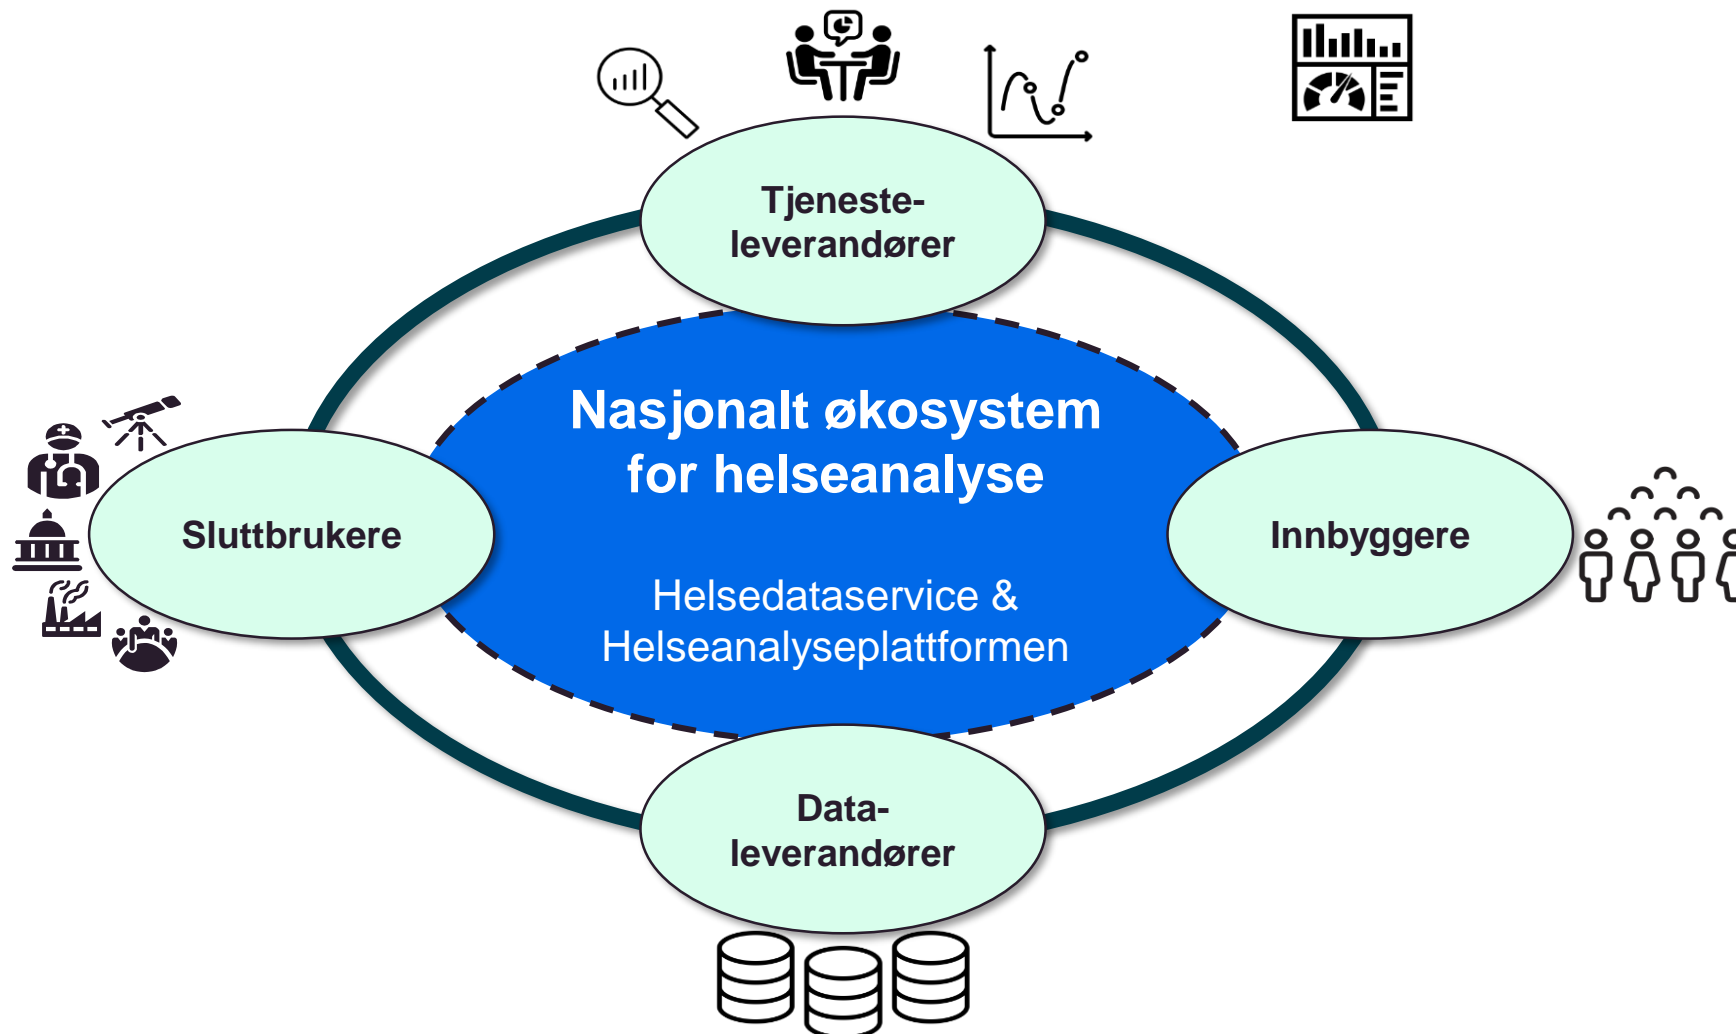 Tjeneste-
leverandører
Nasjonalt økosystem
for helseanalyse
Sluttbrukere
Innbyggere
Helsedataservice &
Helseanalyseplattformen
Data-
leverandører